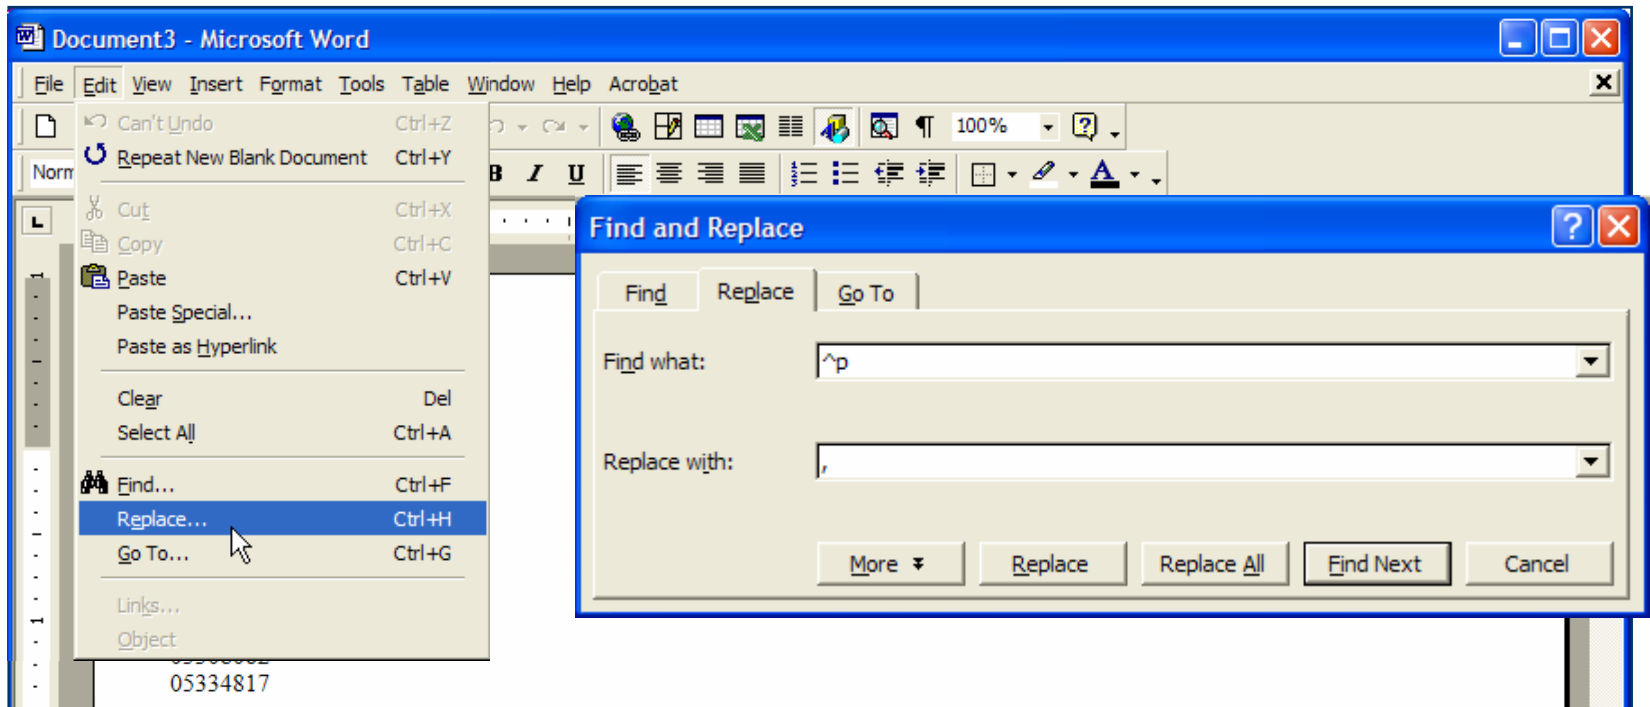 Document3 - Microsoft Word
File Edit View Insert Format Tools Table Window Help Acrobat
Can't Undo Ctrl+Z
100%
Repeat New Blank Document Ctrl+Y
Norm
B I U
Cut Ctrl+X
Copy Ctrl+C
Paste Ctrl+V
Paste Special...
Paste as Hyperlink
Clear Del
Select All Ctrl+A
Find... Ctrl+F
Replace... Ctrl+H
Go To... Ctrl+G
Links...
Object
Find and Replace
Find Replace Go To
Find what: ^p
Replace with: ,
More Replace Replace All Find Next Cancel
05334817